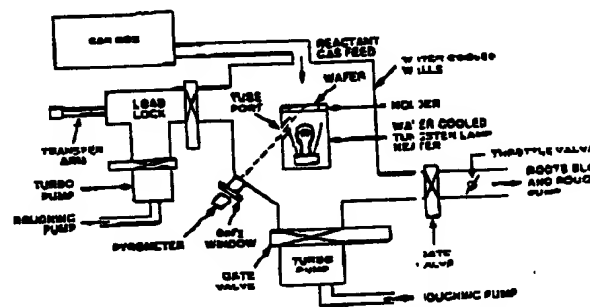 GAS BOX
REACTANT
GAS FEED
WATER COOLED
WALLS
WAFER
TUBE
PORT
HOLDER
LOAD
LOCK
WATER COOLED
TUNGSTEN LAMP
HEATER
TRANSFER
ARM
THROTTLE VALVE
TURBO
PUMP
ROOTS
AND
PUMP
ROUGHING
PUMP
PYROMETER
WINDOW
GATE
VALVE
TURBO
PUMP
GATE
VALVE
ROUGHING PUMP